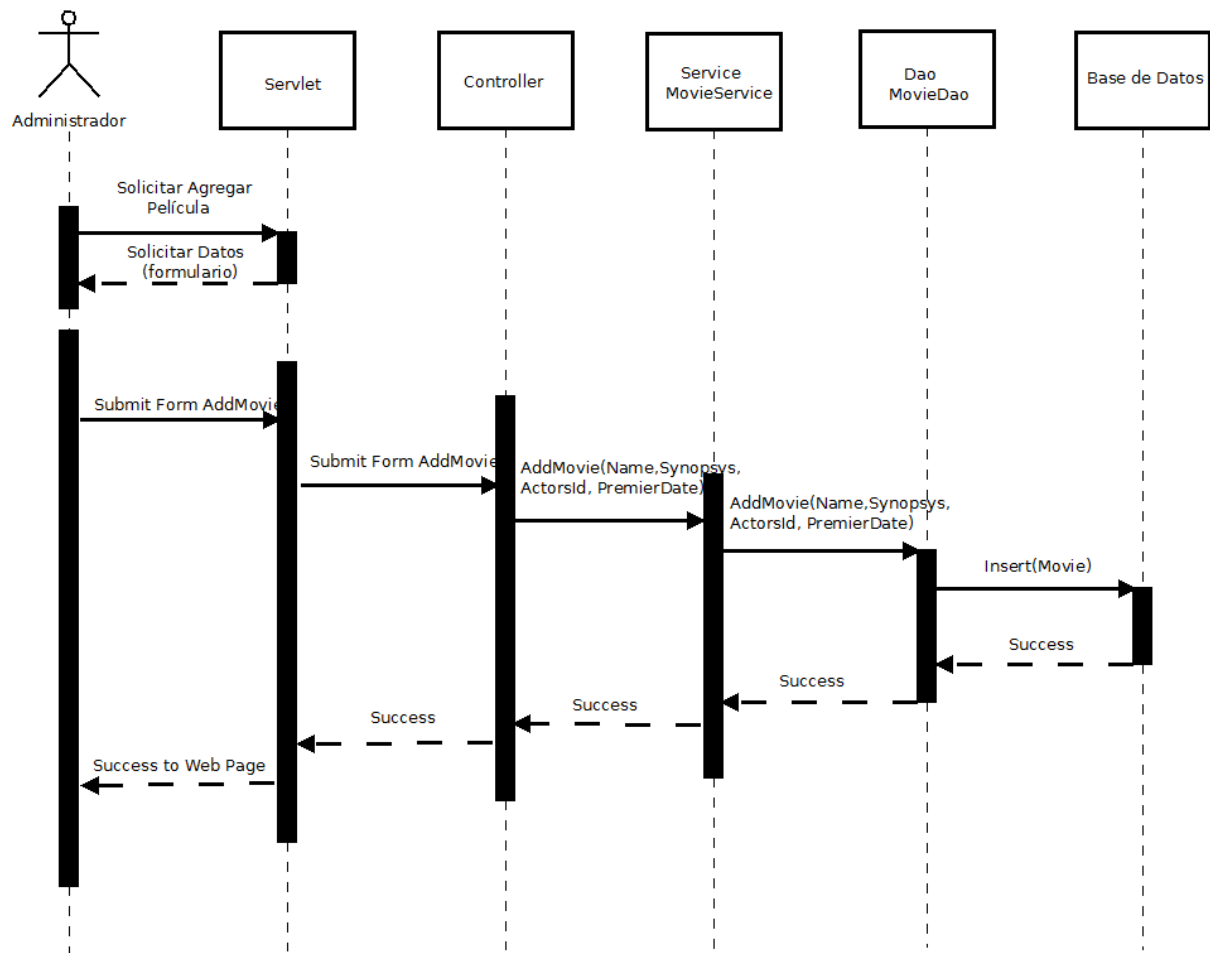 Administrador
Servlet
Controller
Service
MovieService
Dao
MovieDao
Base de Datos
Solicitar Agregar
Película
Solicitar Datos
(formulario)
Submit Form AddMovie
Submit Form AddMovie
AddMovie(Name,Synopsys,
ActorsId, PremierDate)
AddMovie(Name,Synopsys,
ActorsId, PremierDate)
Insert(Movie)
Success
Success
Success
Success
Success to Web Page